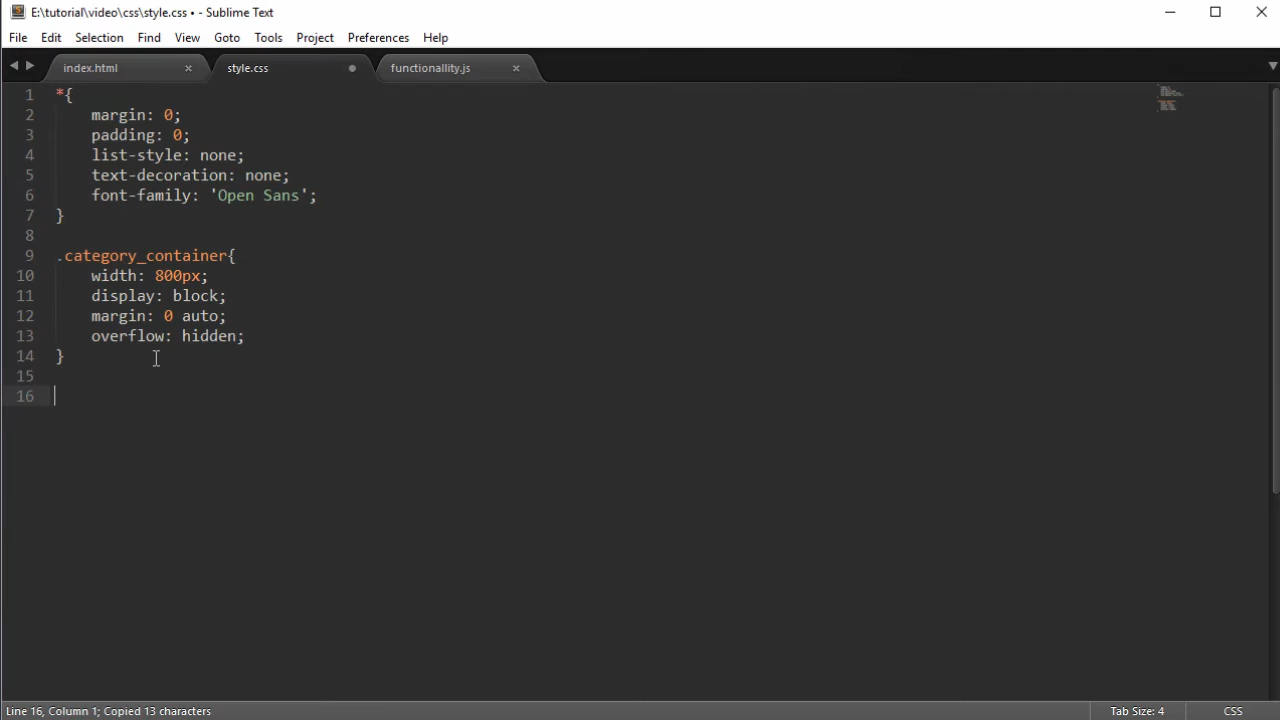 E:\tutorial\video\css\style.css • - Sublime Text
File Edit Selection Find View Goto Tools Project Preferences Help
index.html style.css functionallity.js
1 *{
2 margin: 0;
3 padding: 0;
4 list-style: none;
5 text-decoration: none;
6 font-family: 'Open Sans';
7 }
8
9 .category_container{
10 width: 800px;
11 display: block;
12 margin: 0 auto;
13 overflow: hidden;
14 }
15
16
Line 16, Column 1; Copied 13 characters Tab Size: 4 CSS